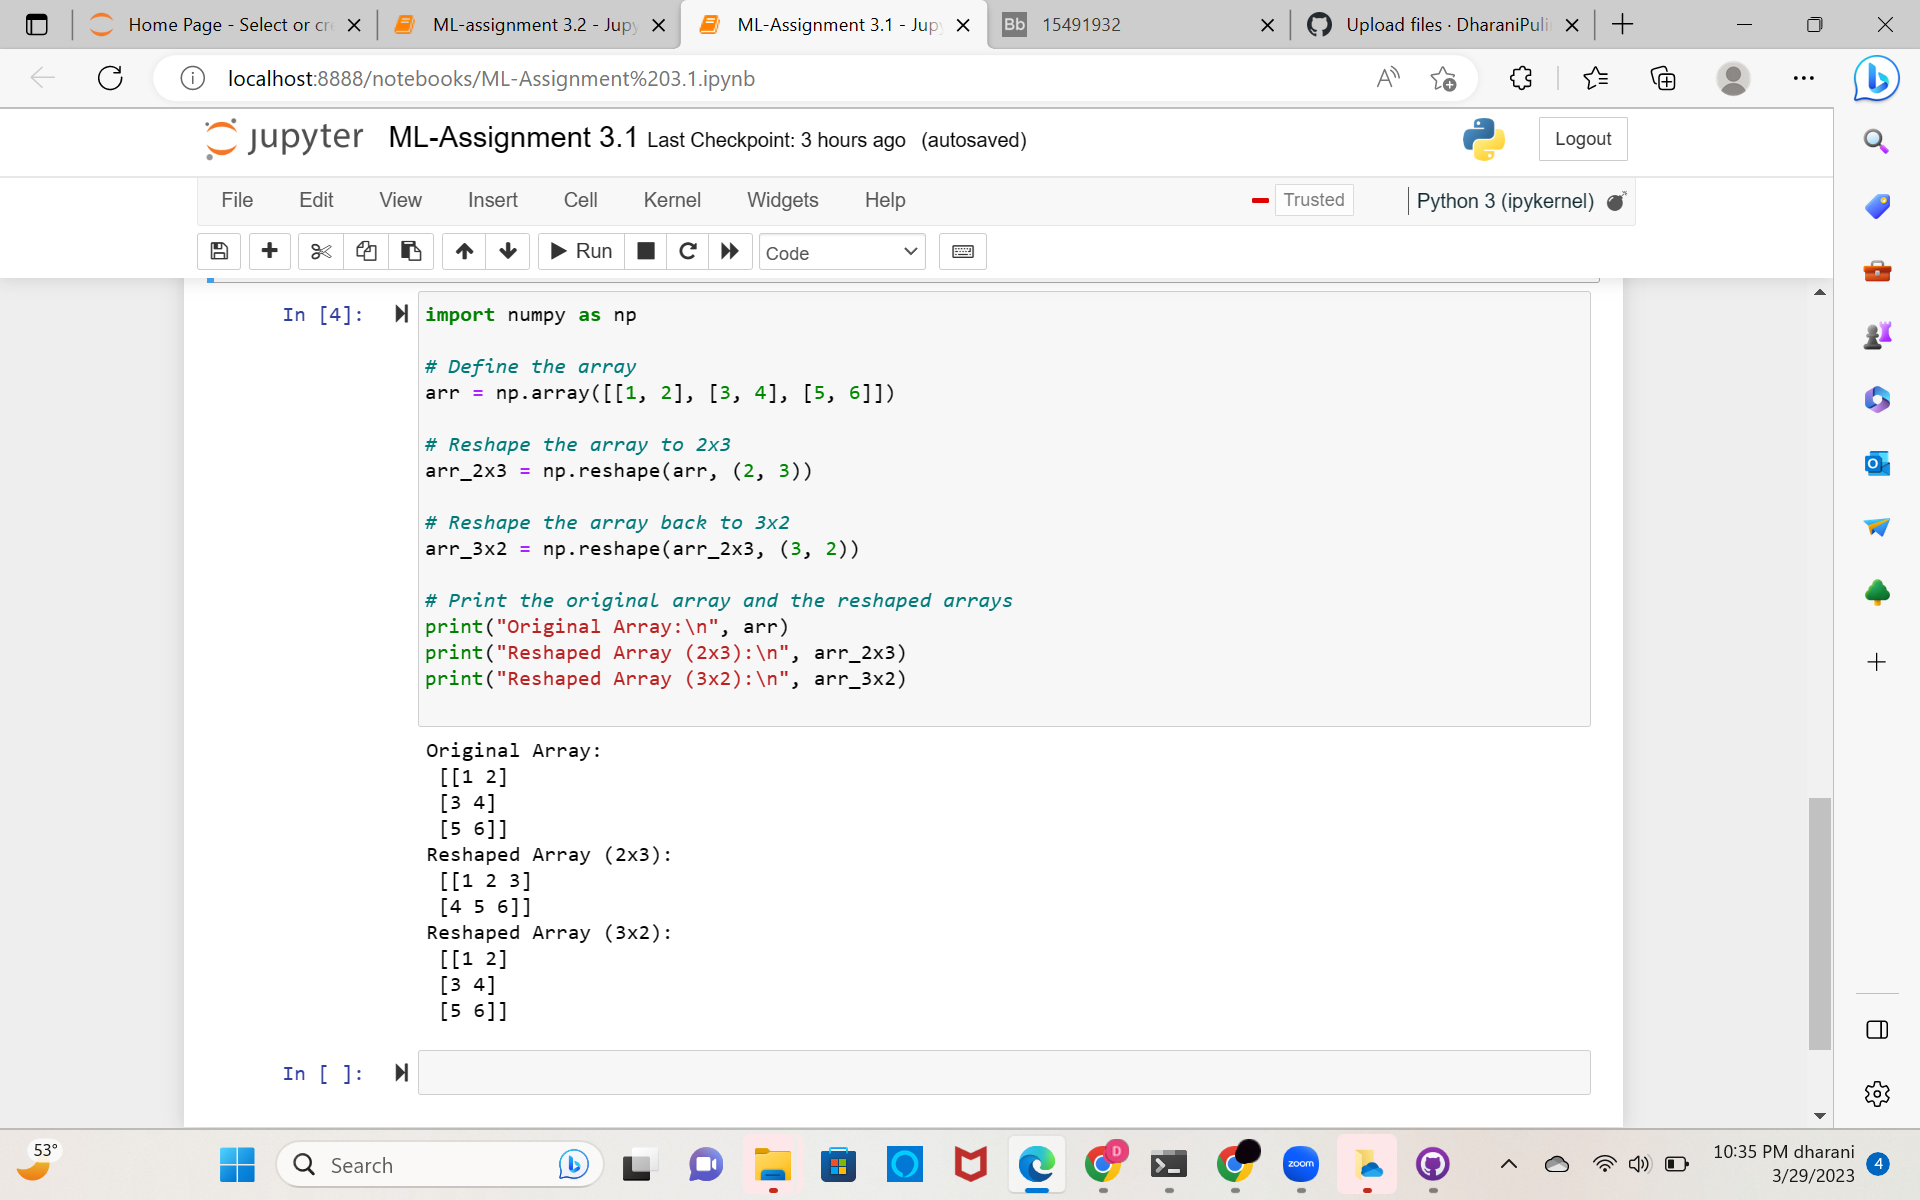 Home Page - Select or cr
ML-assignment 3.2 - Jup
ML-Assignment 3.1 - Jup
Bb 15491932
Upload files · DharaniPuli
localhost:8888/notebooks/ML-Assignment%203.1.ipynb
jupyter ML-Assignment 3.1 Last Checkpoint: 3 hours ago (autosaved)
Logout
File Edit View Insert Cell Kernel Widgets Help
Trusted
Python 3 (ipykernel)
Run
Code
In [4]:
import numpy as np
# Define the array
arr = np.array([[1, 2], [3, 4], [5, 6]])
# Reshape the array to 2x3
arr_2x3 = np.reshape(arr, (2, 3))
# Reshape the array back to 3x2
arr_3x2 = np.reshape(arr_2x3, (3, 2))
# Print the original array and the reshaped arrays
print("Original Array:\n", arr)
print("Reshaped Array (2x3):\n", arr_2x3)
print("Reshaped Array (3x2):\n", arr_3x2)
Original Array:
[[1 2]
[3 4]
[5 6]]
Reshaped Array (2x3):
[[1 2 3]
[4 5 6]]
Reshaped Array (3x2):
[[1 2]
[3 4]
[5 6]]
In [ ]:
53°
Search
D
zoom
10:35 PM dharani
3/29/2023
4